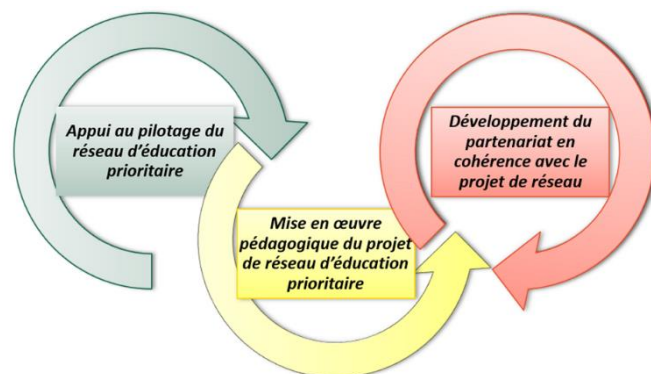 Appui au pilotage du
réseau d'éducation
prioritaire
Mise en œuvre
pédagogique du projet
de réseau d'éducation
prioritaire
Développement du
partenariat en
cohérence avec le
projet de réseau